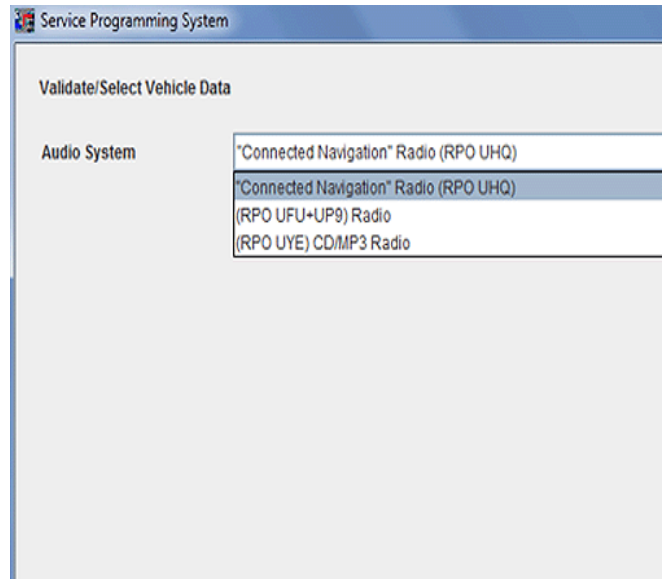 Service Programming System
Validate/Select Vehicle Data
Audio System
"Connected Navigation" Radio (RPO UHQ)
"Connected Navigation" Radio (RPO UHQ)
(RPO UFU+UP9) Radio
(RPO UYE) CD/MP3 Radio